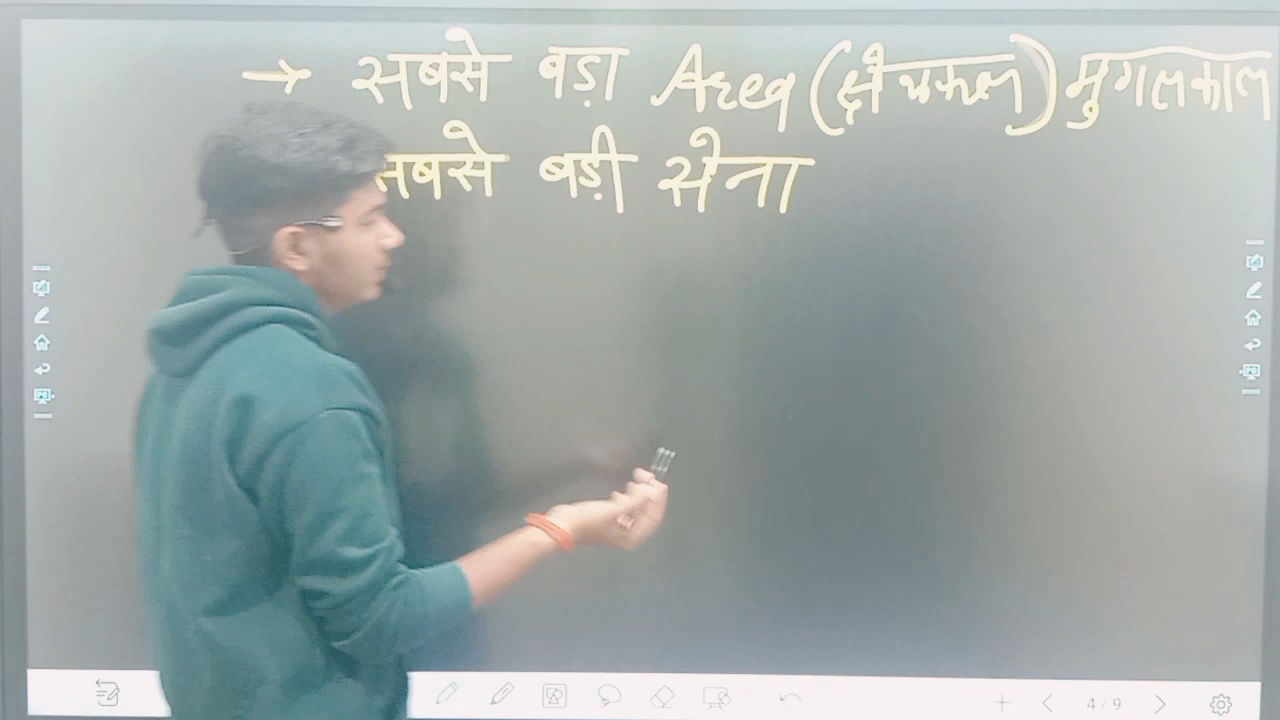 → सबसे बड़ा Area (क्षेत्रफल) मुगलकाल
सबसे बड़ी सेना
4/9